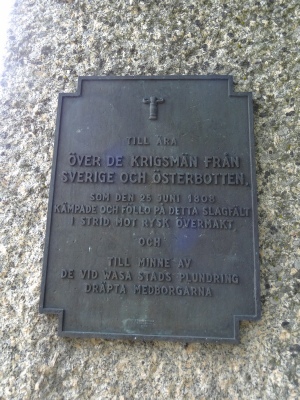 TILL ÄRA
ÖVER DE KRIGSMÄN FRÅN
SVERIGE OCH ÖSTERBOTTEN,
SOM DEN 25 JUNI 1808
KÄMPADE OCH FÖLLO PÅ DETTA SLAGFÄLT
I STRID MOT RYSK ÖVERMAKT
OCH
TILL MINNE AV
DE VID WASA STADS PLUNDRING
DRÄPTA MEDBORGARNA